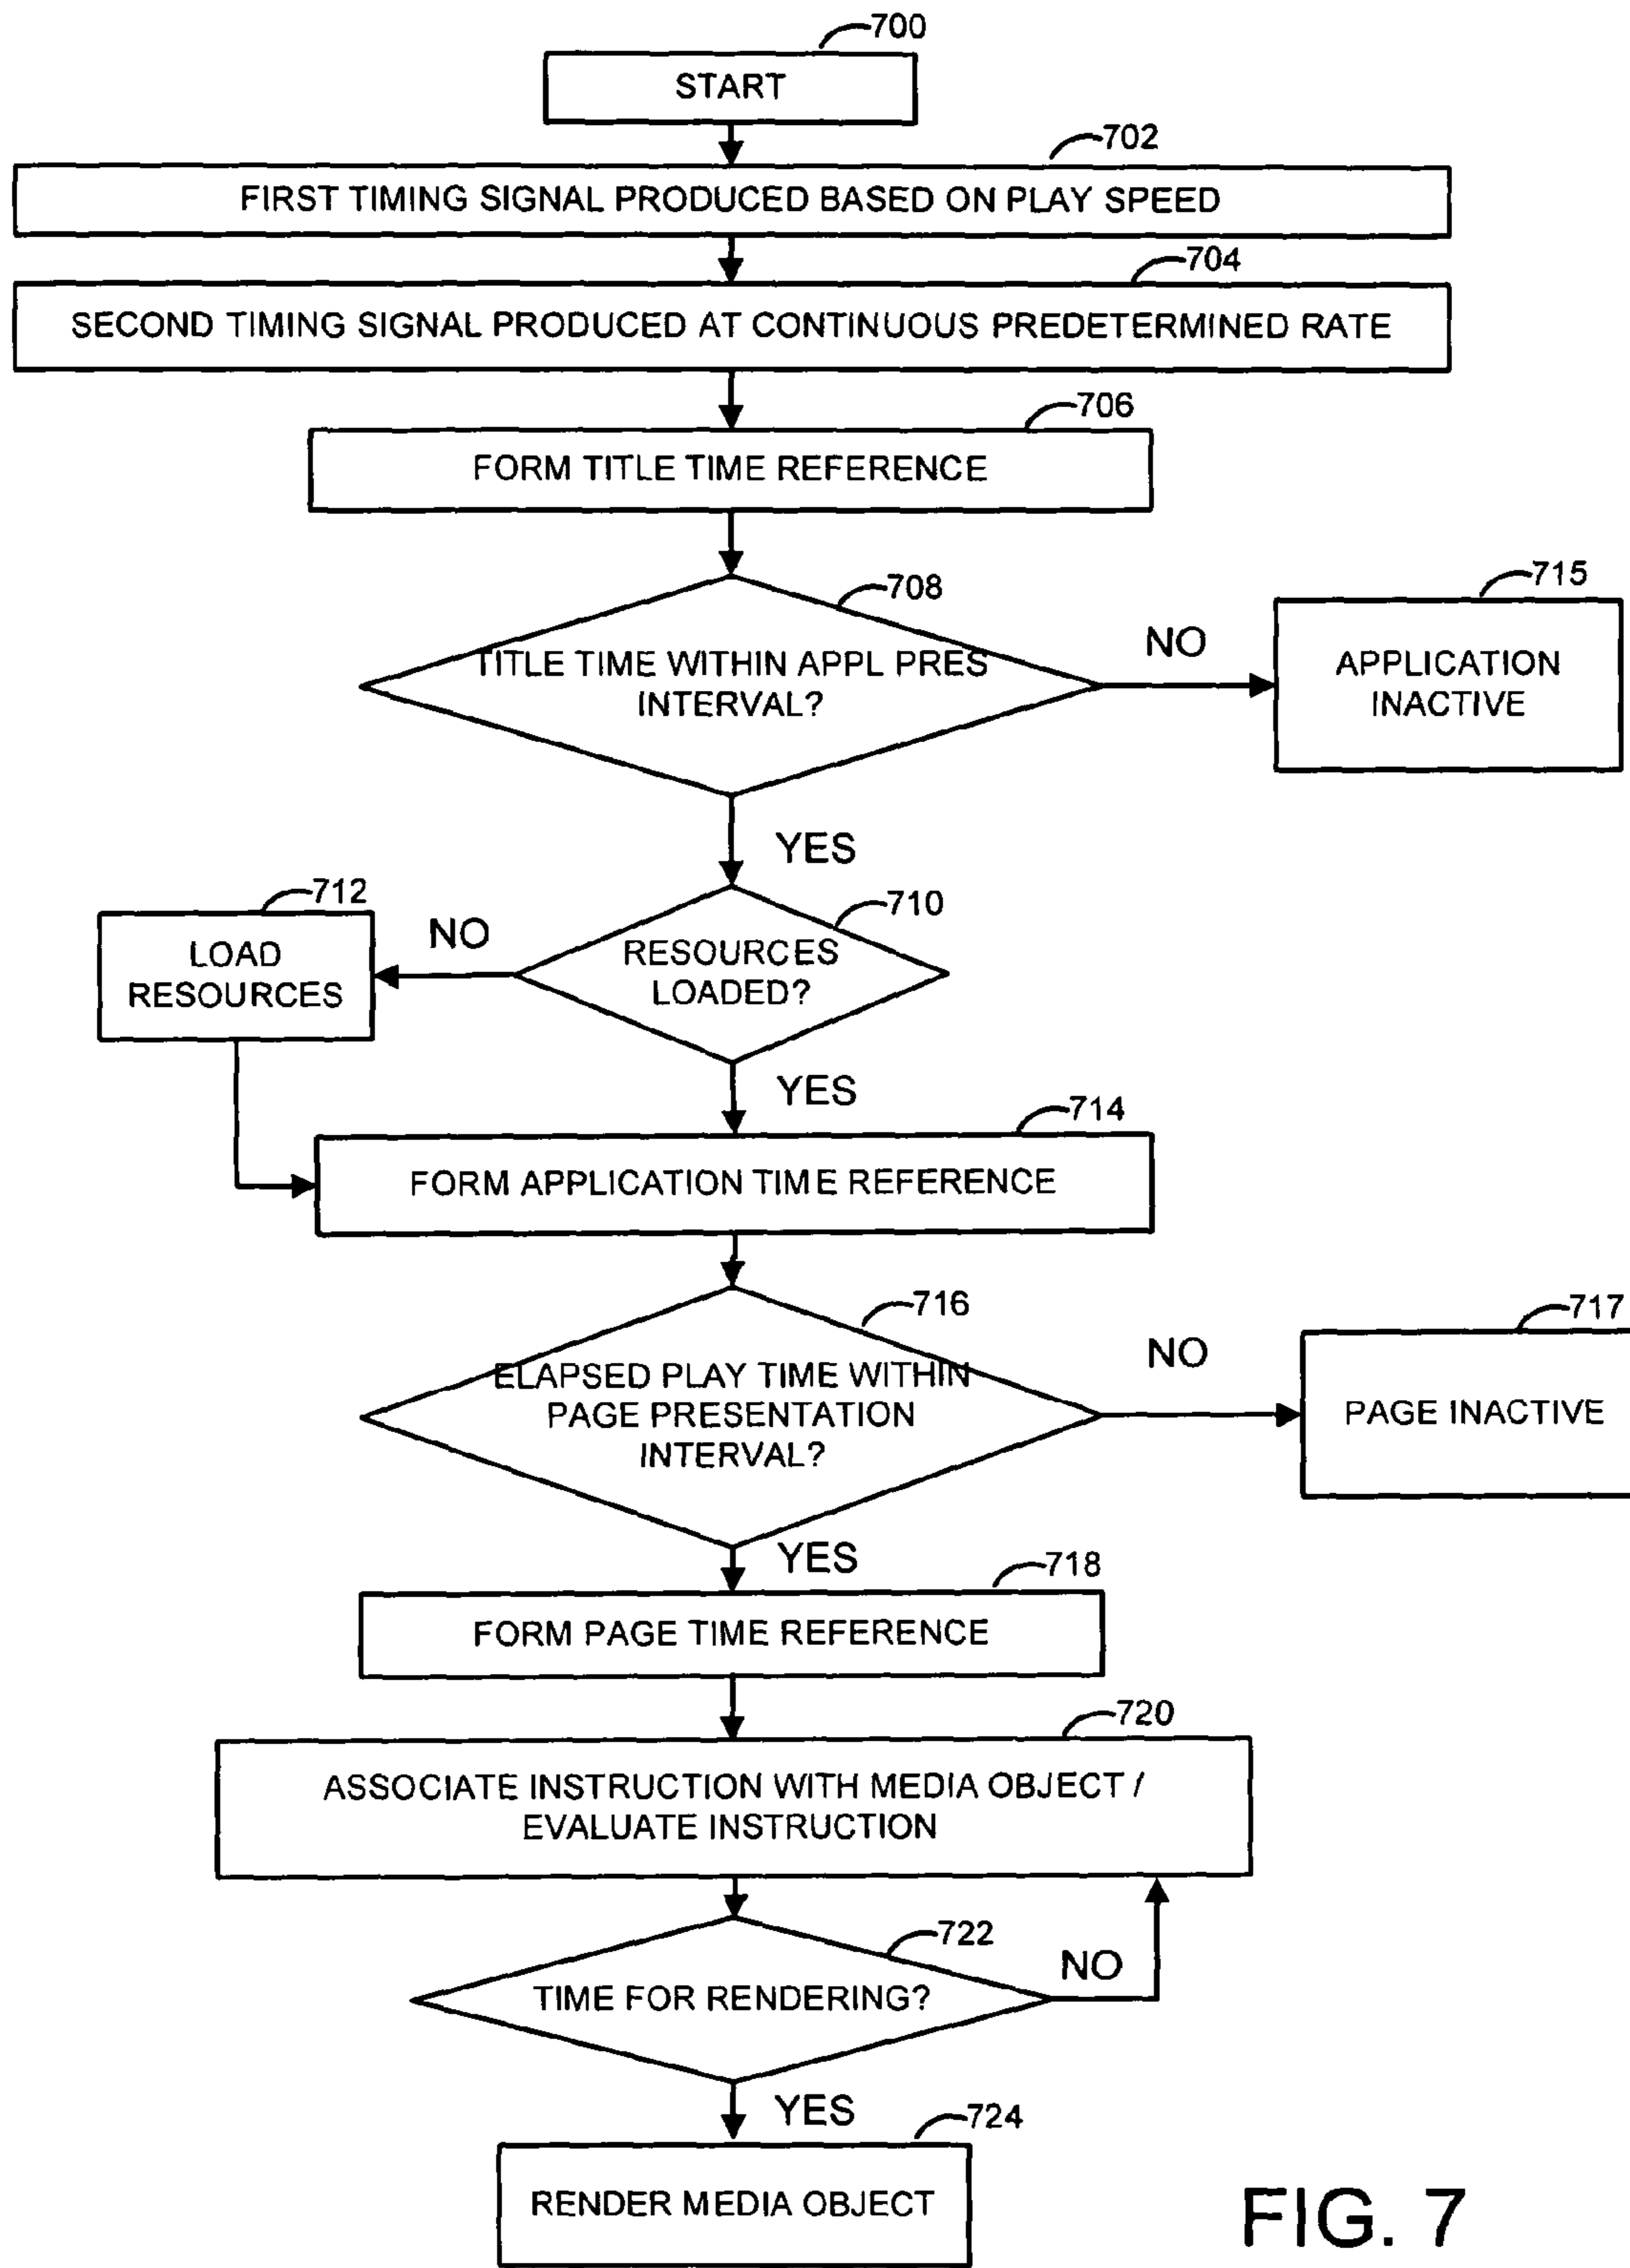 700
START
702
FIRST TIMING SIGNAL PRODUCED BASED ON PLAY SPEED
704
SECOND TIMING SIGNAL PRODUCED AT CONTINUOUS PREDETERMINED RATE
706
FORM TITLE TIME REFERENCE
708
TITLE TIME WITHIN APPL PRES
INTERVAL?
NO
715
APPLICATION
INACTIVE
YES
710
RESOURCES
LOADED?
NO
712
LOAD
RESOURCES
YES
714
FORM APPLICATION TIME REFERENCE
716
ELAPSED PLAY TIME WITHIN
PAGE PRESENTATION
INTERVAL?
NO
717
PAGE INACTIVE
YES
718
FORM PAGE TIME REFERENCE
720
ASSOCIATE INSTRUCTION WITH MEDIA OBJECT /
EVALUATE INSTRUCTION
722
TIME FOR RENDERING?
NO
YES
724
RENDER MEDIA OBJECT
FIG. 7